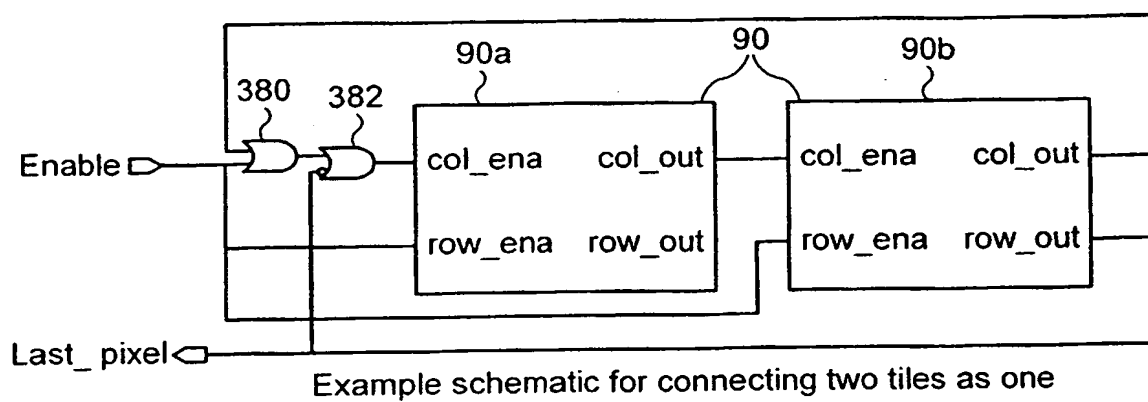 90a
90
90b
380
382
Enable
col_ena
col_out
col_ena
col_out
row_ena
row_out
row_ena
row_out
Last_ pixel
Example schematic for connecting two tiles as one